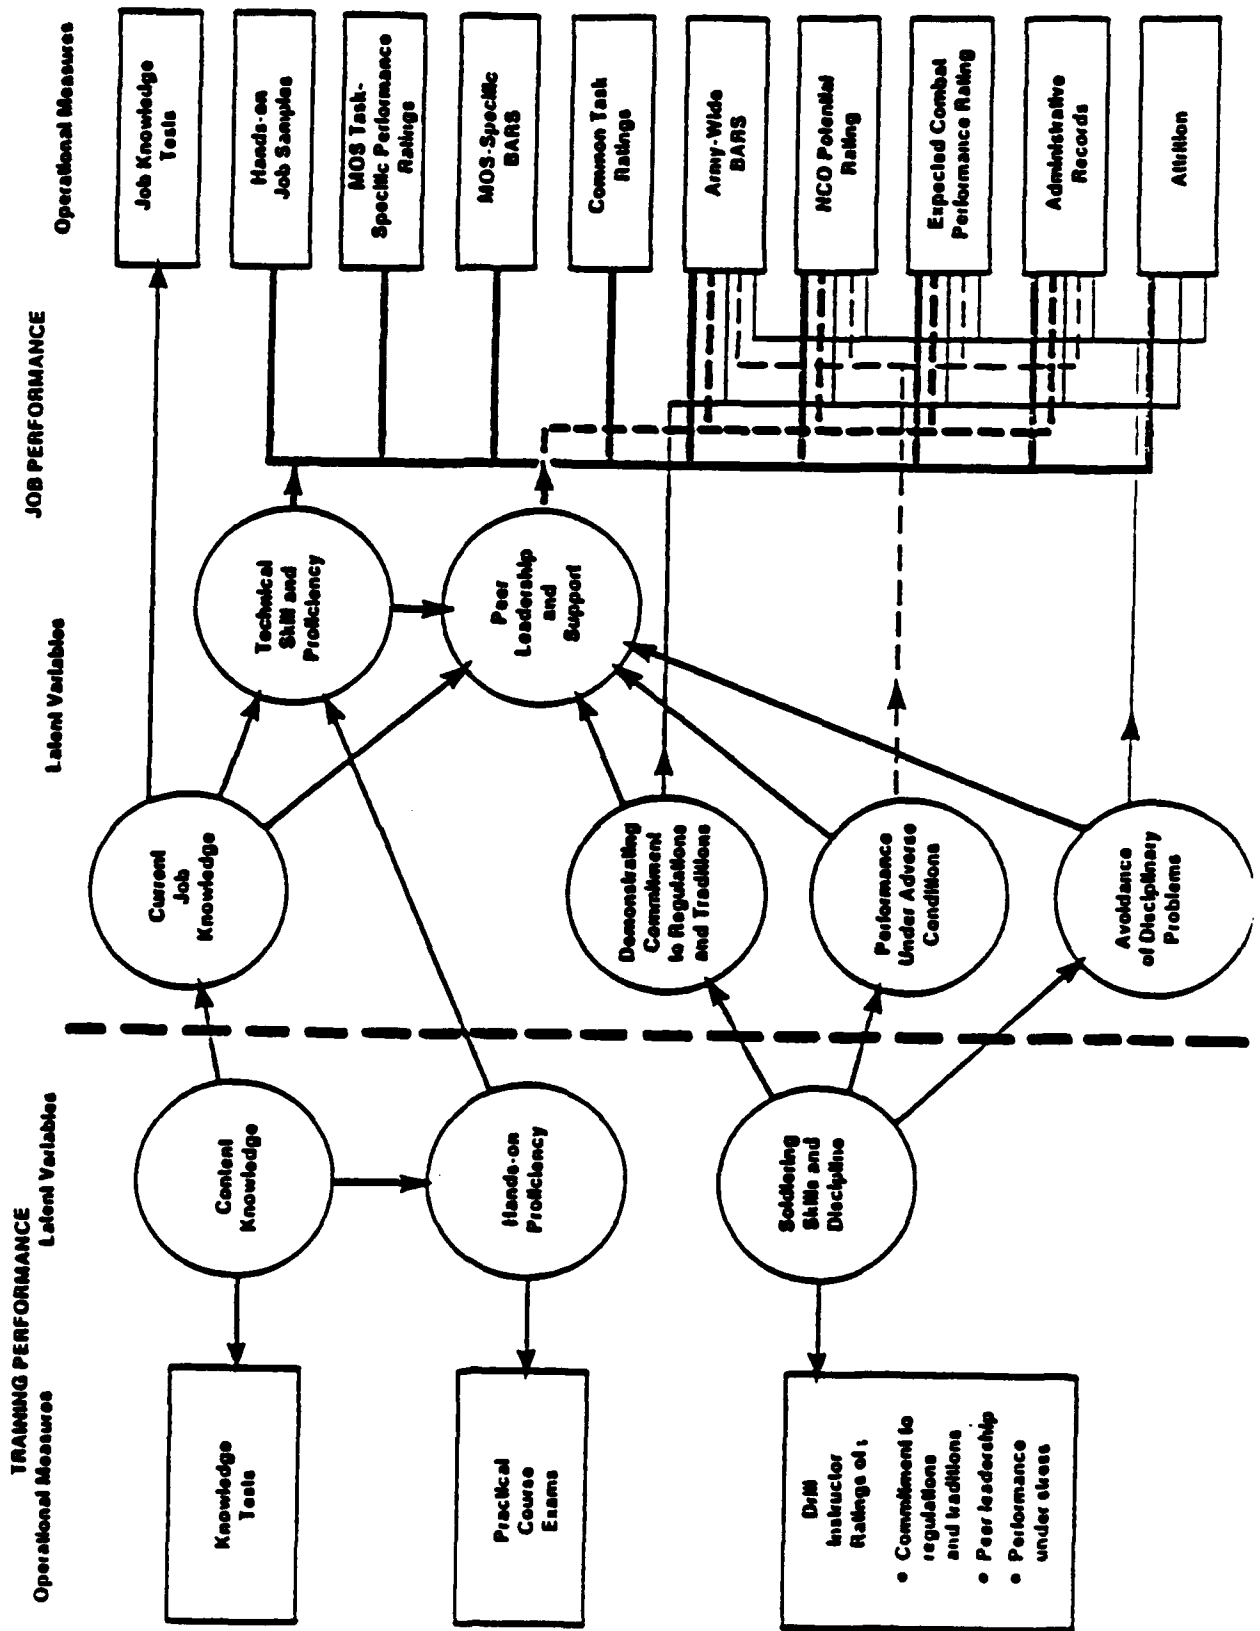 TRAINING PERFORMANCE
JOB PERFORMANCE
Operational Measures
Latent Variables
Latent Variables
Operational Measures
Knowledge
Tests
Practical
Course
Exams
Drill
Instructor
Ratings of:
• Commitment to
regulations
and traditions
• Peer leadership
• Performance
under stress
Content
Knowledge
Hands-on
Proficiency
Soldiering
Skills and
Discipline
Current
Job
Knowledge
Demonstrating
Commitment
to Regulations
and Traditions
Performance
Under Adverse
Conditions
Avoidance
of Disciplinary
Problems
Technical
Skill and
Proficiency
Peer
Leadership
and
Support
Job Knowledge
Tests
Hands-on
Job Samples
MOS Task-
Specific Performance
Ratings
MOS-Specific
BARS
Common Task
Ratings
Army-Wide
BARS
NCO Potential
Rating
Expected Combat
Performance Rating
Administrative
Records
Attrition